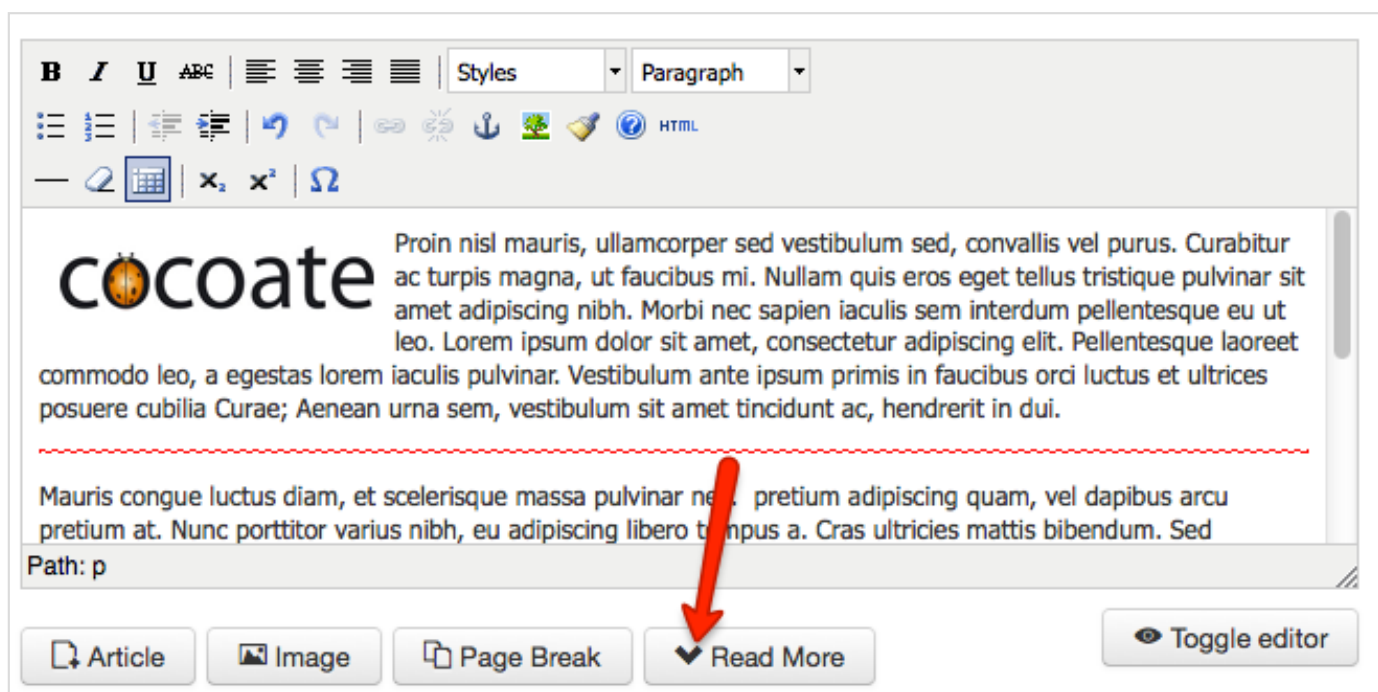 B I U ABC Styles Paragraph
HTML
x₂ x² Ω
cocoate
Proin nisl mauris, ullamcorper sed vestibulum sed, convallis vel purus. Curabitur
ac turpis magna, ut faucibus mi. Nullam quis eros eget tellus tristique pulvinar sit
amet adipiscing nibh. Morbi nec sapien iaculis sem interdum pellentesque eu ut
leo. Lorem ipsum dolor sit amet, consectetur adipiscing elit. Pellentesque laoreet
commodo leo, a egestas lorem iaculis pulvinar. Vestibulum ante ipsum primis in faucibus orci luctus et ultrices
posuere cubilia Curae; Aenean urna sem, vestibulum sit amet tincidunt ac, hendrerit in dui.
Mauris congue luctus diam, et scelerisque massa pulvinar pretium adipiscing quam, vel dapibus arcu
pretium at. Nunc porttitor varius nibh, eu adipiscing libero a. Cras ultricies mattis bibendum. Sed
Path: p
Article Image Page Break Read More Toggle editor